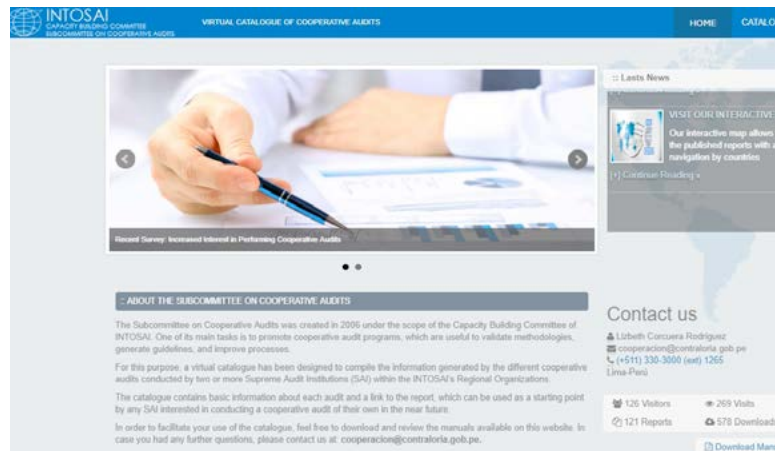 INTOSAI
CAPACITY BUILDING COMMITTEE
SUBCOMMITTEE ON COOPERATIVE AUDITS
VIRTUAL CATALOGUE OF COOPERATIVE AUDITS
HOME
CATALO
:: Lasts News
VISIT OUR INTERACTIVE
Our interactive map allows
the published reports with a
navigation by countries
[+] Continue Reading »
Recent Survey: Increased Interest in Performing Cooperative Audits
:: ABOUT THE SUBCOMMITTEE ON COOPERATIVE AUDITS
The Subcommittee on Cooperative Audits was created in 2006 under the scope of the Capacity Building Committee of
INTOSAI. One of its main tasks is to promote cooperative audit programs, which are useful to validate methodologies,
generate guidelines, and improve processes.
For this purpose, a virtual catalogue has been designed to compile the information generated by the different cooperative
audits conducted by two or more Supreme Audit Institutions (SAI) within the INTOSAI's Regional Organizations.
The catalogue contains basic information about each audit and a link to the report, which can be used as a starting point
by any SAI interested in conducting a cooperative audit of their own in the near future.
In order to facilitate your use of the catalogue, feel free to download and review the manuals available on this website. In
case you had any further questions, please contact us at: cooperacion@contraloria.gob.pe.
Contact us
Lizbeth Corcuera Rodriguez
cooperacion@contraloria.gob.pe
(+511) 330-3000 (ext) 1265
Lima-Perú
126 Visitors
269 Visits
121 Reports
578 Download
Download Man